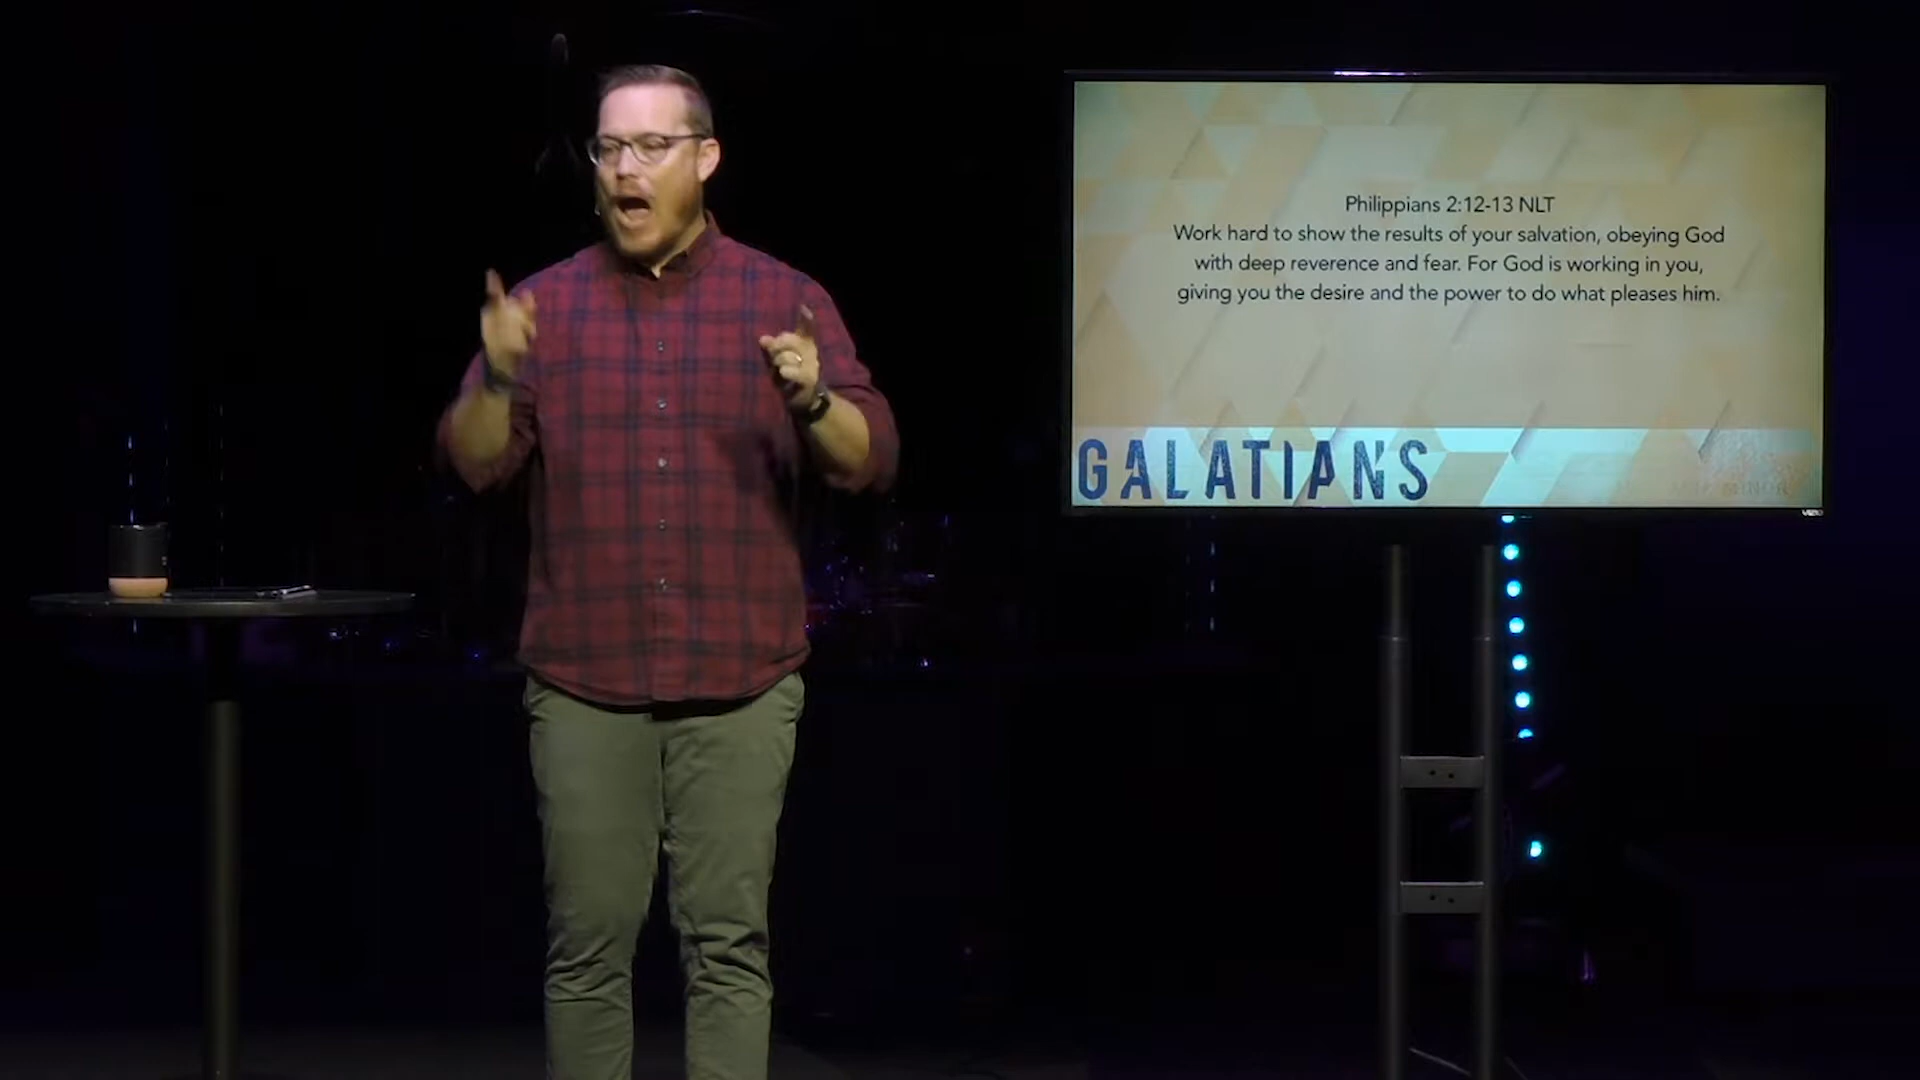 Philippians 2:12-13 NLT
Work hard to show the results of your salvation, obeying God
with deep reverence and fear. For God is working in you,
giving you the desire and the power to do what pleases him.
GALATIANS
VIZIO